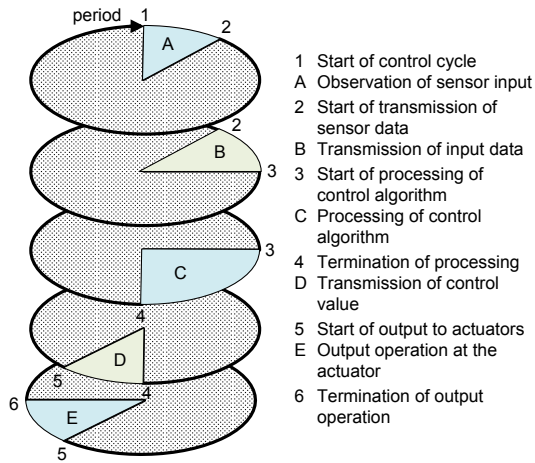 period
1
2
A
2
B
3
3
C
4
D
5
4
6
E
5
1 Start of control cycle
A Observation of sensor input
2 Start of transmission of
sensor data
B Transmission of input data
3 Start of processing of
control algorithm
C Processing of control
algorithm
4 Termination of processing
D Transmission of control
value
5 Start of output to actuators
E Output operation at the
actuator
6 Termination of output
operation